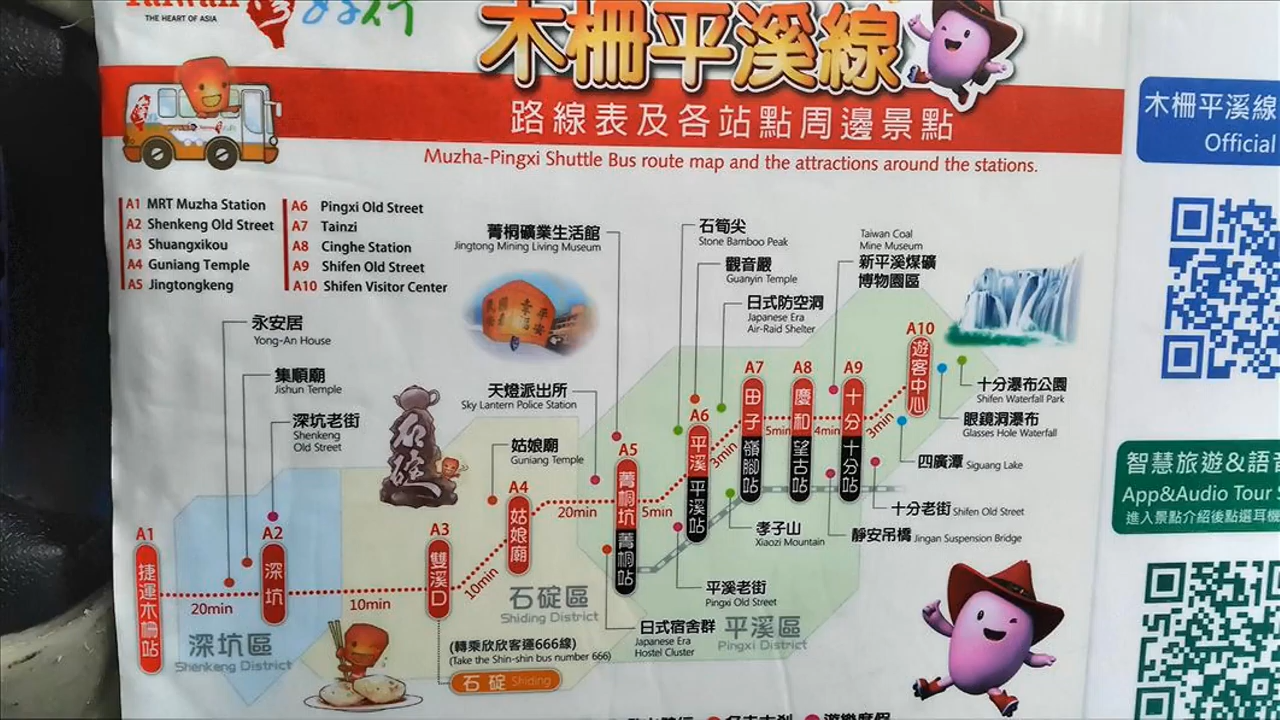 Taiwan
THE HEART OF ASIA
好行
木柵平溪線
路線表及各站點周邊景點
Muzha-Pingxi Shuttle Bus route map and the attractions around the stations.
木柵平溪線
Official
A1 MRT Muzha Station
A2 Shenkeng Old Street
A3 Shuangxikou
A4 Guniang Temple
A5 Jingtongkeng
A6 Pingxi Old Street
A7 Tainzi
A8 Cinghe Station
A9 Shifen Old Street
A10 Shifen Visitor Center
菁桐礦業生活館
Jingtong Mining Living Museum
石筍尖
Stone Bamboo Peak
觀音巖
Guanyin Temple
日式防空洞
Japanese Era
Air-Raid Shelter
Taiwan Coal
Mine Museum
新平溪煤礦
博物園區
永安居
Yong-An House
集順廟
Jishun Temple
深坑老街
Shenkeng
Old Street
石碇
天燈派出所
Sky Lantern Police Station
姑娘廟
Guniang Temple
A1
捷運木柵站
20min
A2
深坑
10min
A3
雙溪口
10min
A4
姑娘廟
20min
A5
菁桐坑
菁桐站
5min
A6
平溪
平溪站
3min
A7
田子
嶺腳站
5min
A8
慶和
望古站
4min
A9
十分
十分站
3min
A10
遊客中心
十分瀑布公園
Shifen Waterfall Park
眼鏡洞瀑布
Glasses Hole Waterfall
四廣潭 Siguang Lake
十分老街 Shifen Old Street
靜安吊橋 Jingan Suspension Bridge
孝子山
Xiaozi Mountain
平溪老街
Pingxi Old Street
日式宿舍群
Japanese Era
Hostel Cluster
深坑區
Shenkeng District
石碇區
Shiding District
平溪區
Pingxi District
(轉乘欣欣客運666線)
(Take the Shin-shin bus number 666)
石碇 Shiding
智慧旅遊&語音
App&Audio Tour
進入景點介紹後點選耳機